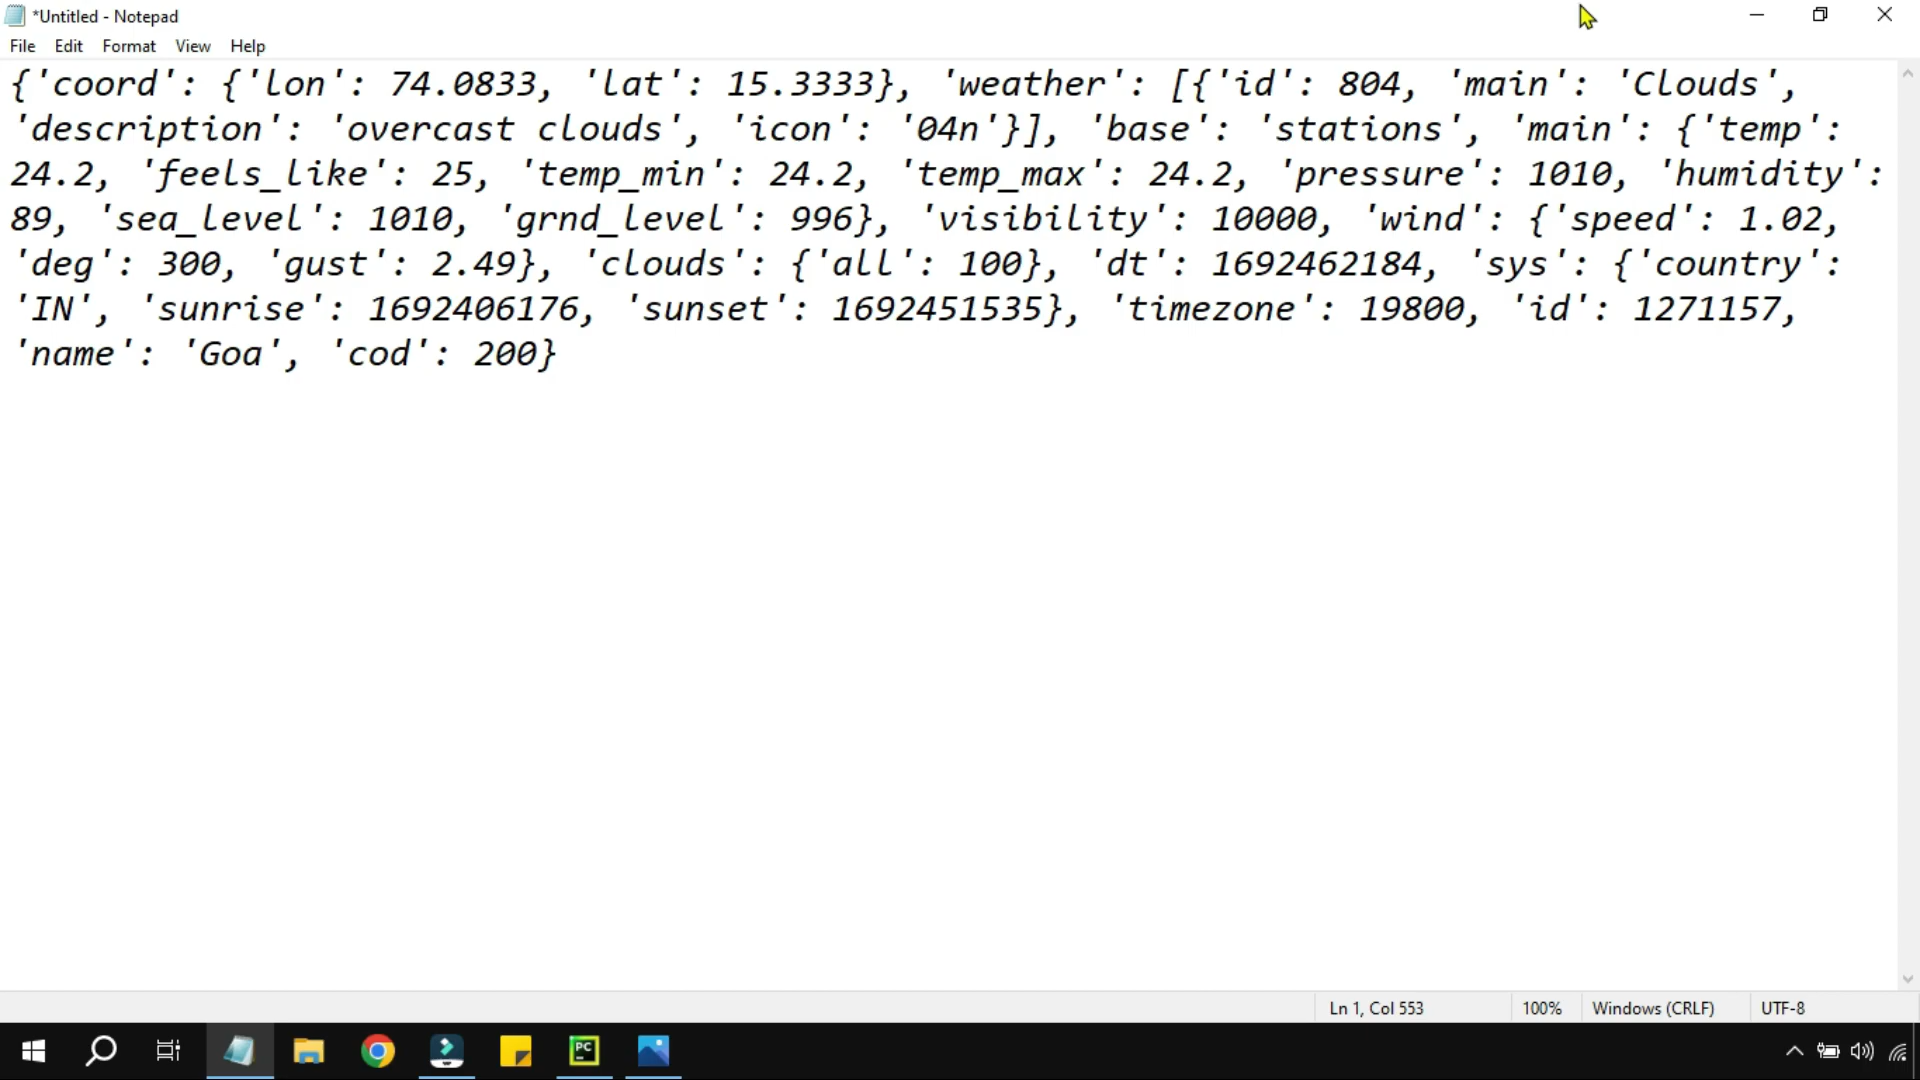 *Untitled - Notepad
File Edit Format View Help
{'coord': {'lon': 74.0833, 'lat': 15.3333}, 'weather': [{'id': 804, 'main': 'Clouds',
'description': 'overcast clouds', 'icon': '04n'}], 'base': 'stations', 'main': {'temp':
24.2, 'feels_like': 25, 'temp_min': 24.2, 'temp_max': 24.2, 'pressure': 1010, 'humidity':
89, 'sea_level': 1010, 'grnd_level': 996}, 'visibility': 10000, 'wind': {'speed': 1.02,
'deg': 300, 'gust': 2.49}, 'clouds': {'all': 100}, 'dt': 1692462184, 'sys': {'country':
'IN', 'sunrise': 1692406176, 'sunset': 1692451535}, 'timezone': 19800, 'id': 1271157,
'name': 'Goa', 'cod': 200}
Ln 1, Col 553 100% Windows (CRLF) UTF-8
PC